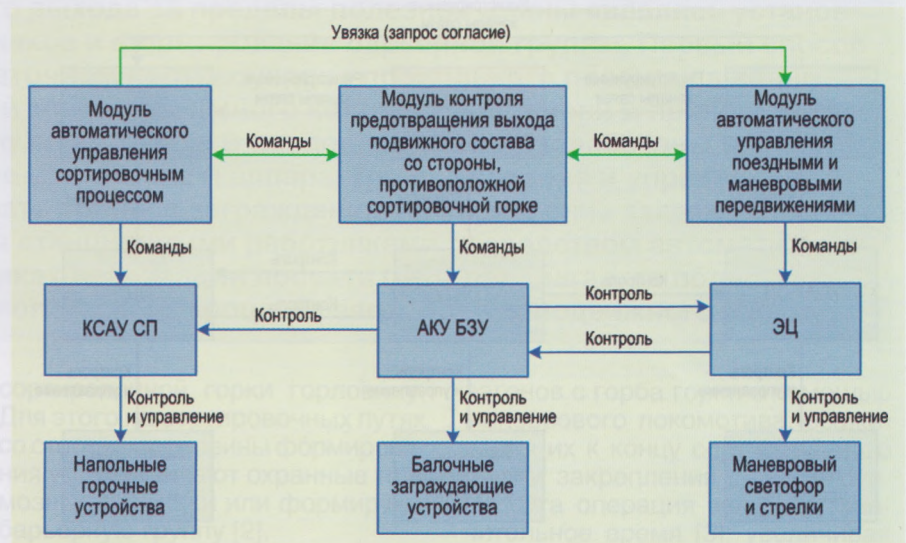 Увязка (запрос согласие)
Модуль
автоматического
управления
сортировочным
процессом
Команды
Модуль контроля
предотвращения выхода
подвижного состава
со стороны,
противоположной
сортировочной горке
Команды
Модуль
автоматического
управления
поездными и
маневровыми
передвижениями
Команды
Команды
Команды
КСАУ СП
Контроль
АКУ БЗУ
Контроль
Контроль
ЭЦ
Контроль
и управление
Контроль
и управление
Контроль
и управление
Напольные
горочные
устройства
Балочные
заграждающие
устройства
Маневровый
светофор
и стрелки